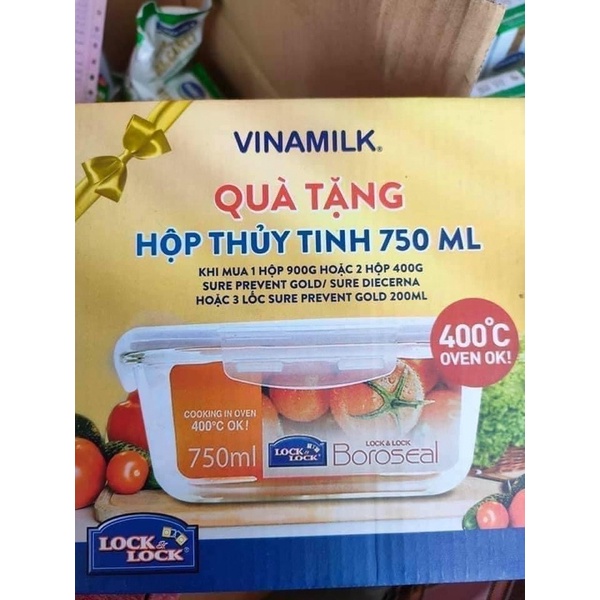 VINAMILK®
QUÀ TẶNG
HỘP THỦY TINH 750 ML
KHI MUA 1 HỘP 900G HOẶC 2 HỘP 400G
SURE PREVENT GOLD/ SURE DIECERNA
HOẶC 3 LỐC SURE PREVENT GOLD 200ML
400°C
OVEN OK!
COOKING IN OVEN
400°C OK!
750ml
LOCK & LOCK
LOCK & LOCK
Boroseal
LOCK & LOCK